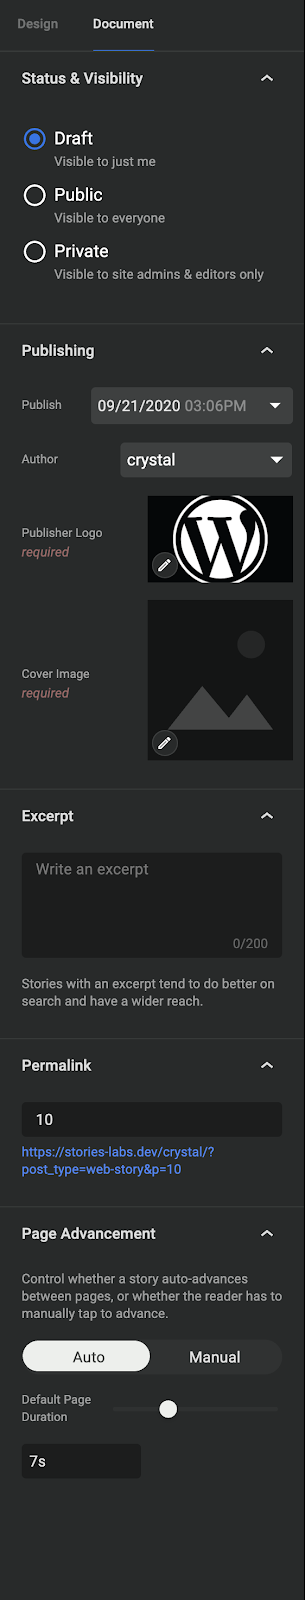 Design Document
Status & Visibility
Draft
Visible to just me
Public
Visible to everyone
Private
Visible to site admins & editors only
Publishing
Publish 09/21/2020 03:06PM
Author crystal
Publisher Logo
required
Cover Image
required
Excerpt
Write an excerpt
0/200
Stories with an excerpt tend to do better on
search and have a wider reach.
Permalink
10
https://stories-labs.dev/crystal/?
post_type=web-story&p=10
Page Advancement
Control whether a story auto-advances
between pages, or whether the reader has to
manually tap to advance.
Auto Manual
Default Page
Duration
7s